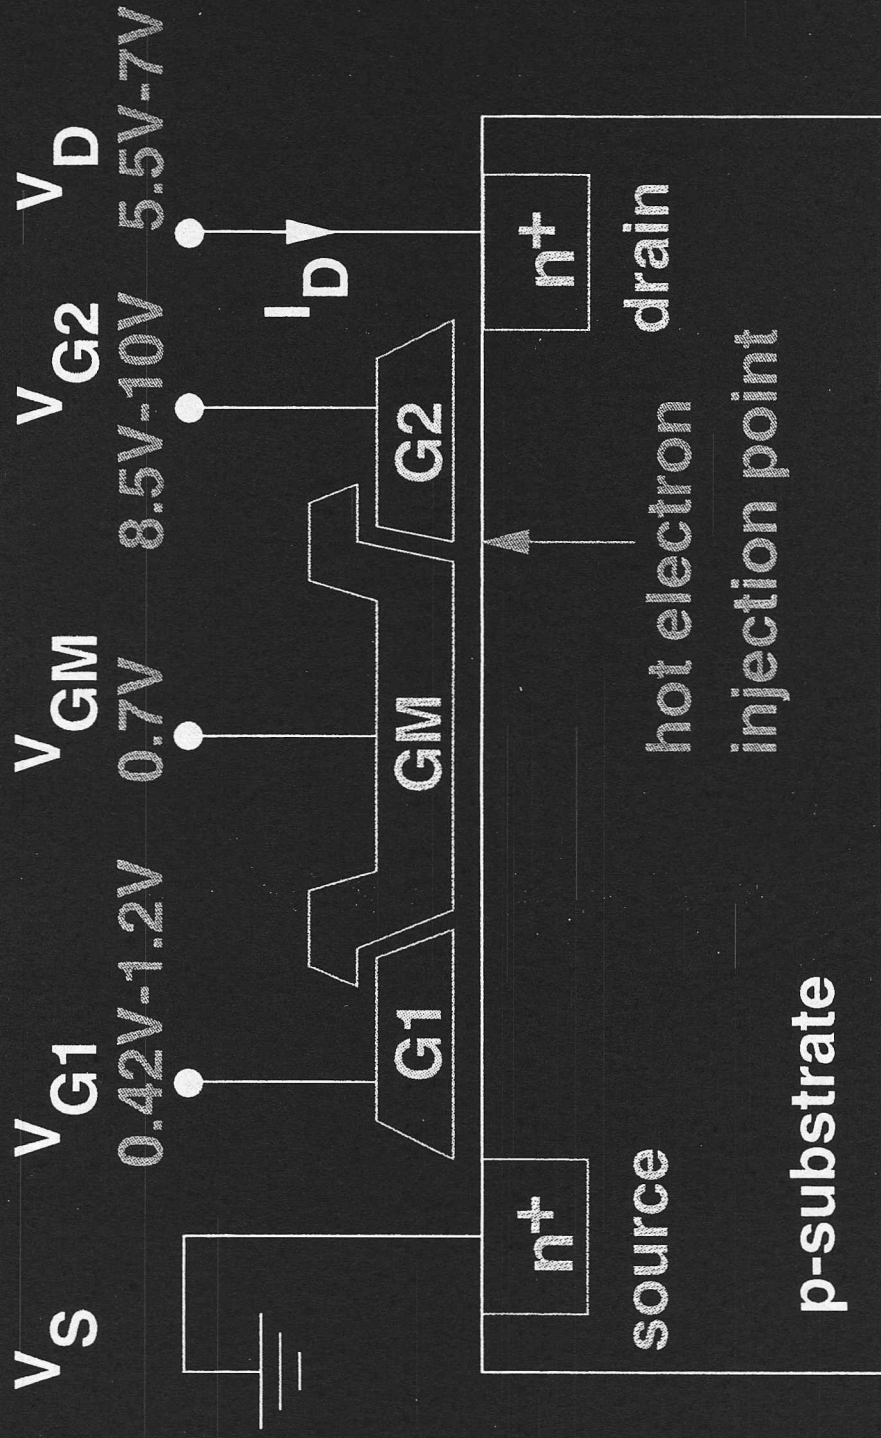 V_S V_G1 V_GM V_G2 V_D
0.42V-1.2V 0.7V 8.5V-10V 5.5V-7V
I_D
G1 GM G2
n+ n+
source hot electron drain
injection point
p-substrate